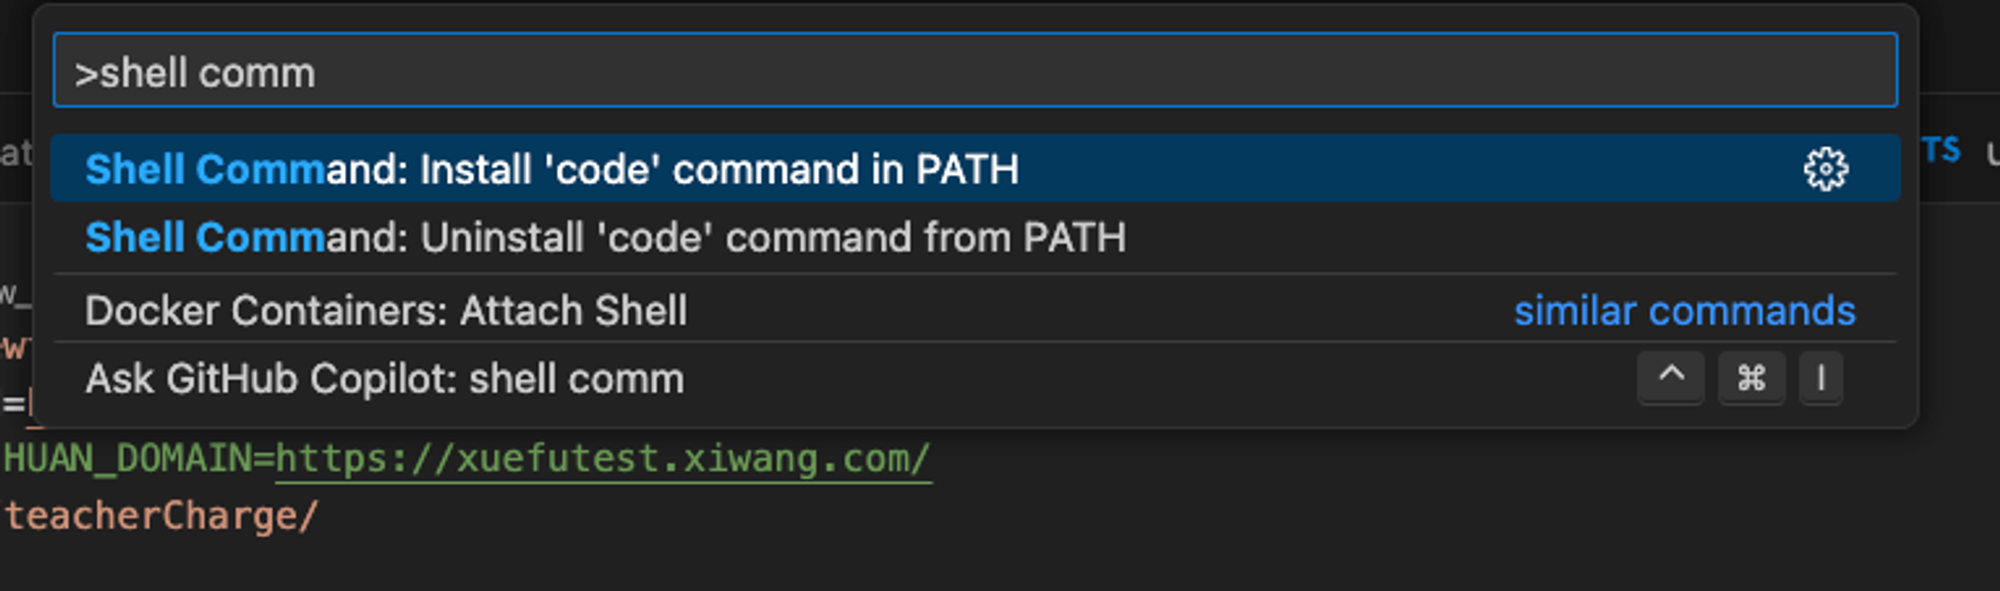 >shell comm
Shell Command: Install 'code' command in PATH
TS
Shell Command: Uninstall 'code' command from PATH
Docker Containers: Attach Shell similar commands
Ask GitHub Copilot: shell comm ^ ⌘ I
HUAN_DOMAIN=https://xuefutest.xiwang.com/
teacherCharge/